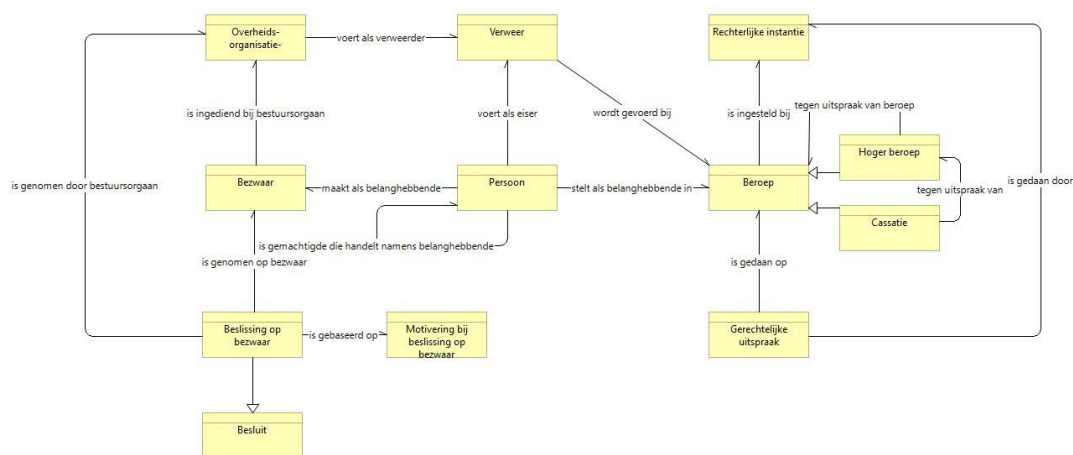 Overheids-
organisatie-
voert als verweerder
Verweer
Rechterlijke instantie
is ingediend bij bestuursorgaan
voert als eiser
wordt gevoerd bij
is ingesteld bij
tegen uitspraak van beroep
Hoger beroep
is genomen door bestuursorgaan
Bezwaar
maakt als belanghebbende
Persoon
stelt als belanghebbende in
Beroep
tegen uitspraak van
is gedaan door
Cassatie
is gemachtigde die handelt namens belanghebbende
is genomen op bezwaar
is gedaan op
Beslissing op
bezwaar
is gebaseerd op
Motivering bij
beslissing op
bezwaar
Gerechtelijke
uitspraak
Besluit